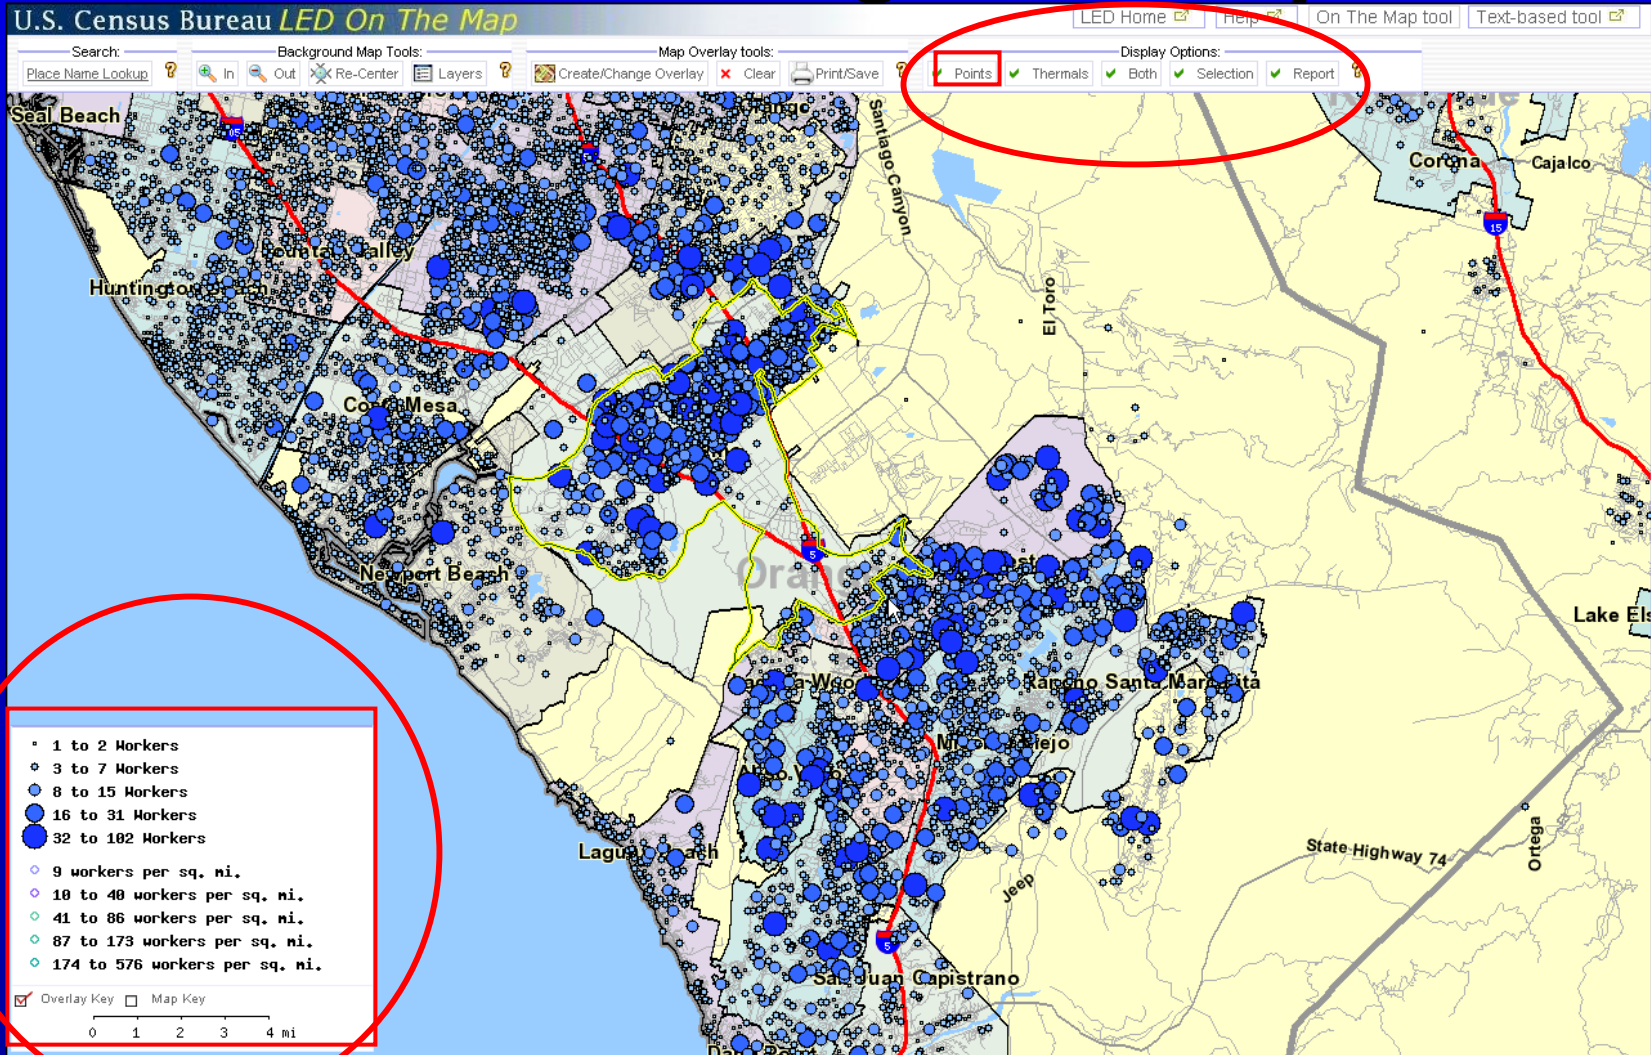 U.S. Census Bureau LED On The Map
LED Home Help On The Map tool Text-based tool
Search: Background Map Tools: Map Overlay tools: Display Options:
Place Name Lookup ? In Out Re-Center Layers ? Create/Change Overlay Clear Print/Save ? Points Thermals Both Selection Report ?
Seal Beach
Santiago Canyon
Corona
Cajalco
15
Huntington Beach
El Toro
Costa Mesa
5
Orange
Newport Beach
Lake Els
Rancho Santa Margarita
Laguna Beach
State Highway 74
Ortega
Jeep
5
San Juan Capistrano
1 to 2 Workers
3 to 7 Workers
8 to 15 Workers
16 to 31 Workers
32 to 102 Workers
9 workers per sq. mi.
10 to 40 workers per sq. mi.
41 to 86 workers per sq. mi.
87 to 173 workers per sq. mi.
174 to 576 workers per sq. mi.
Overlay Key Map Key
0 1 2 3 4 mi